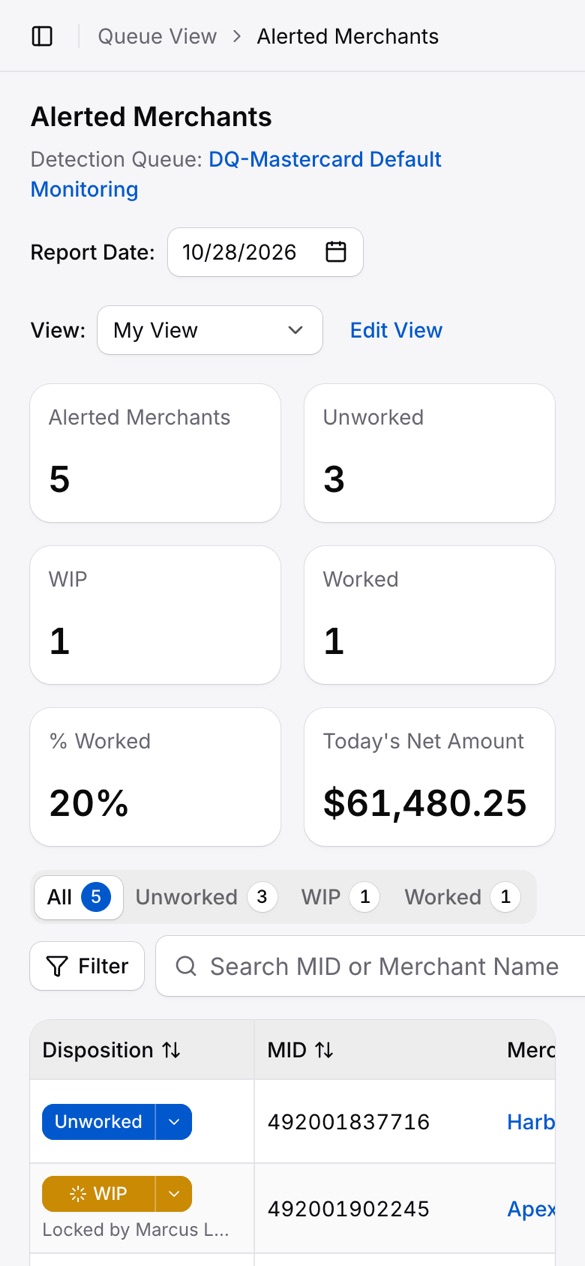 Queue View > Alerted Merchants
Alerted Merchants
Detection Queue: DQ-Mastercard Default
Monitoring
Report Date: 10/28/2026
View: My View Edit View
Alerted Merchants Unworked
5 3
WIP Worked
1 1
% Worked Today's Net Amount
20% $61,480.25
All 5 Unworked 3 WIP 1 Worked 1
Filter Search MID or Merchant Name
Disposition MID Merc
Unworked 492001837716 Harb
WIP 492001902245 Apex
Locked by Marcus L...